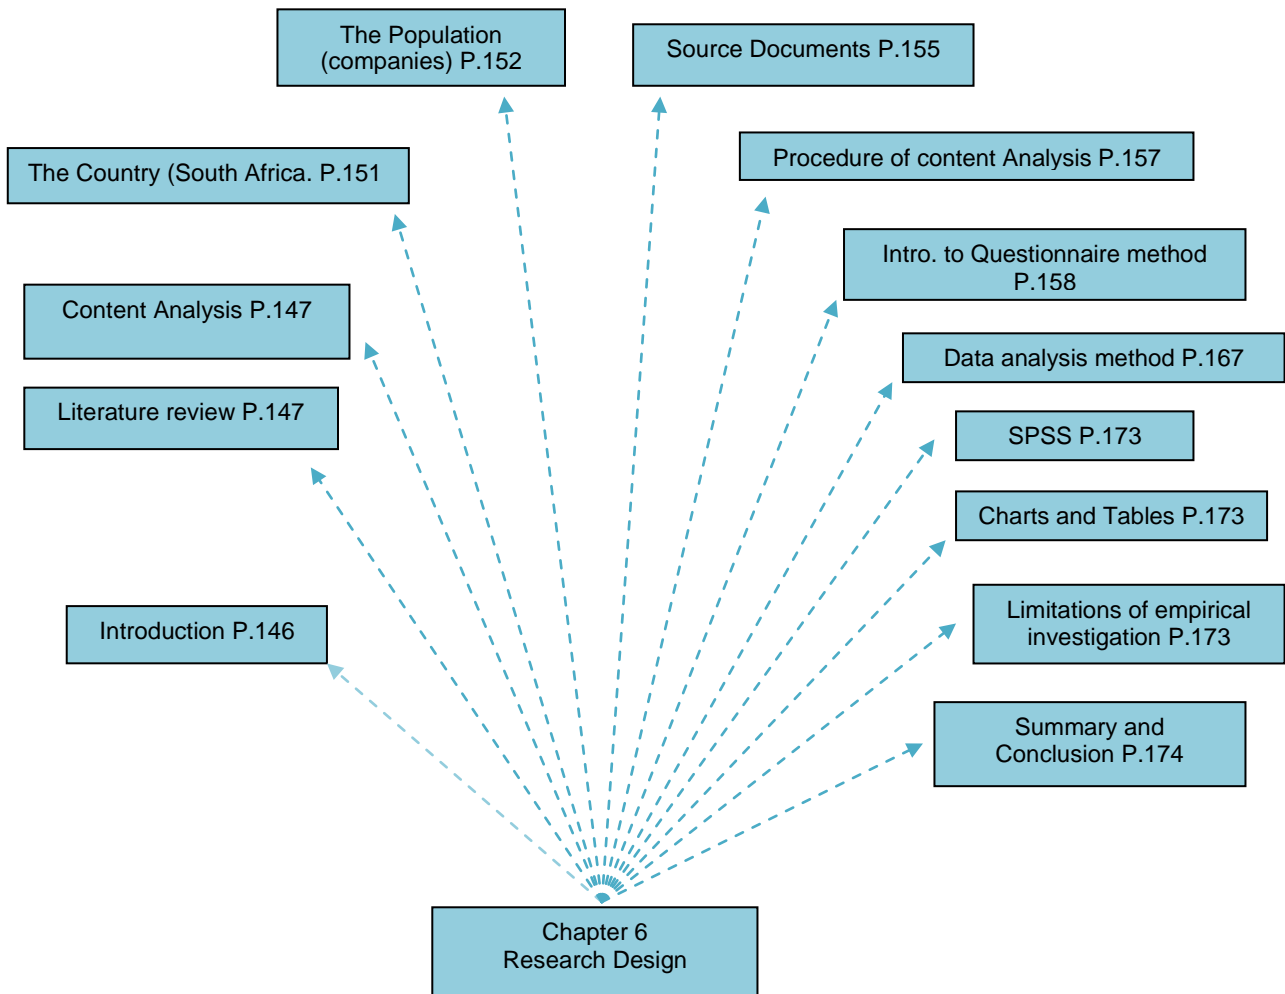 The Population
(companies) P.152
Source Documents P.155
The Country (South Africa. P.151
Procedure of content Analysis P.157
Intro. to Questionnaire method
P.158
Content Analysis P.147
Data analysis method P.167
Literature review P.147
SPSS P.173
Charts and Tables P.173
Introduction P.146
Limitations of empirical
investigation P.173
Summary and
Conclusion P.174
Chapter 6
Research Design